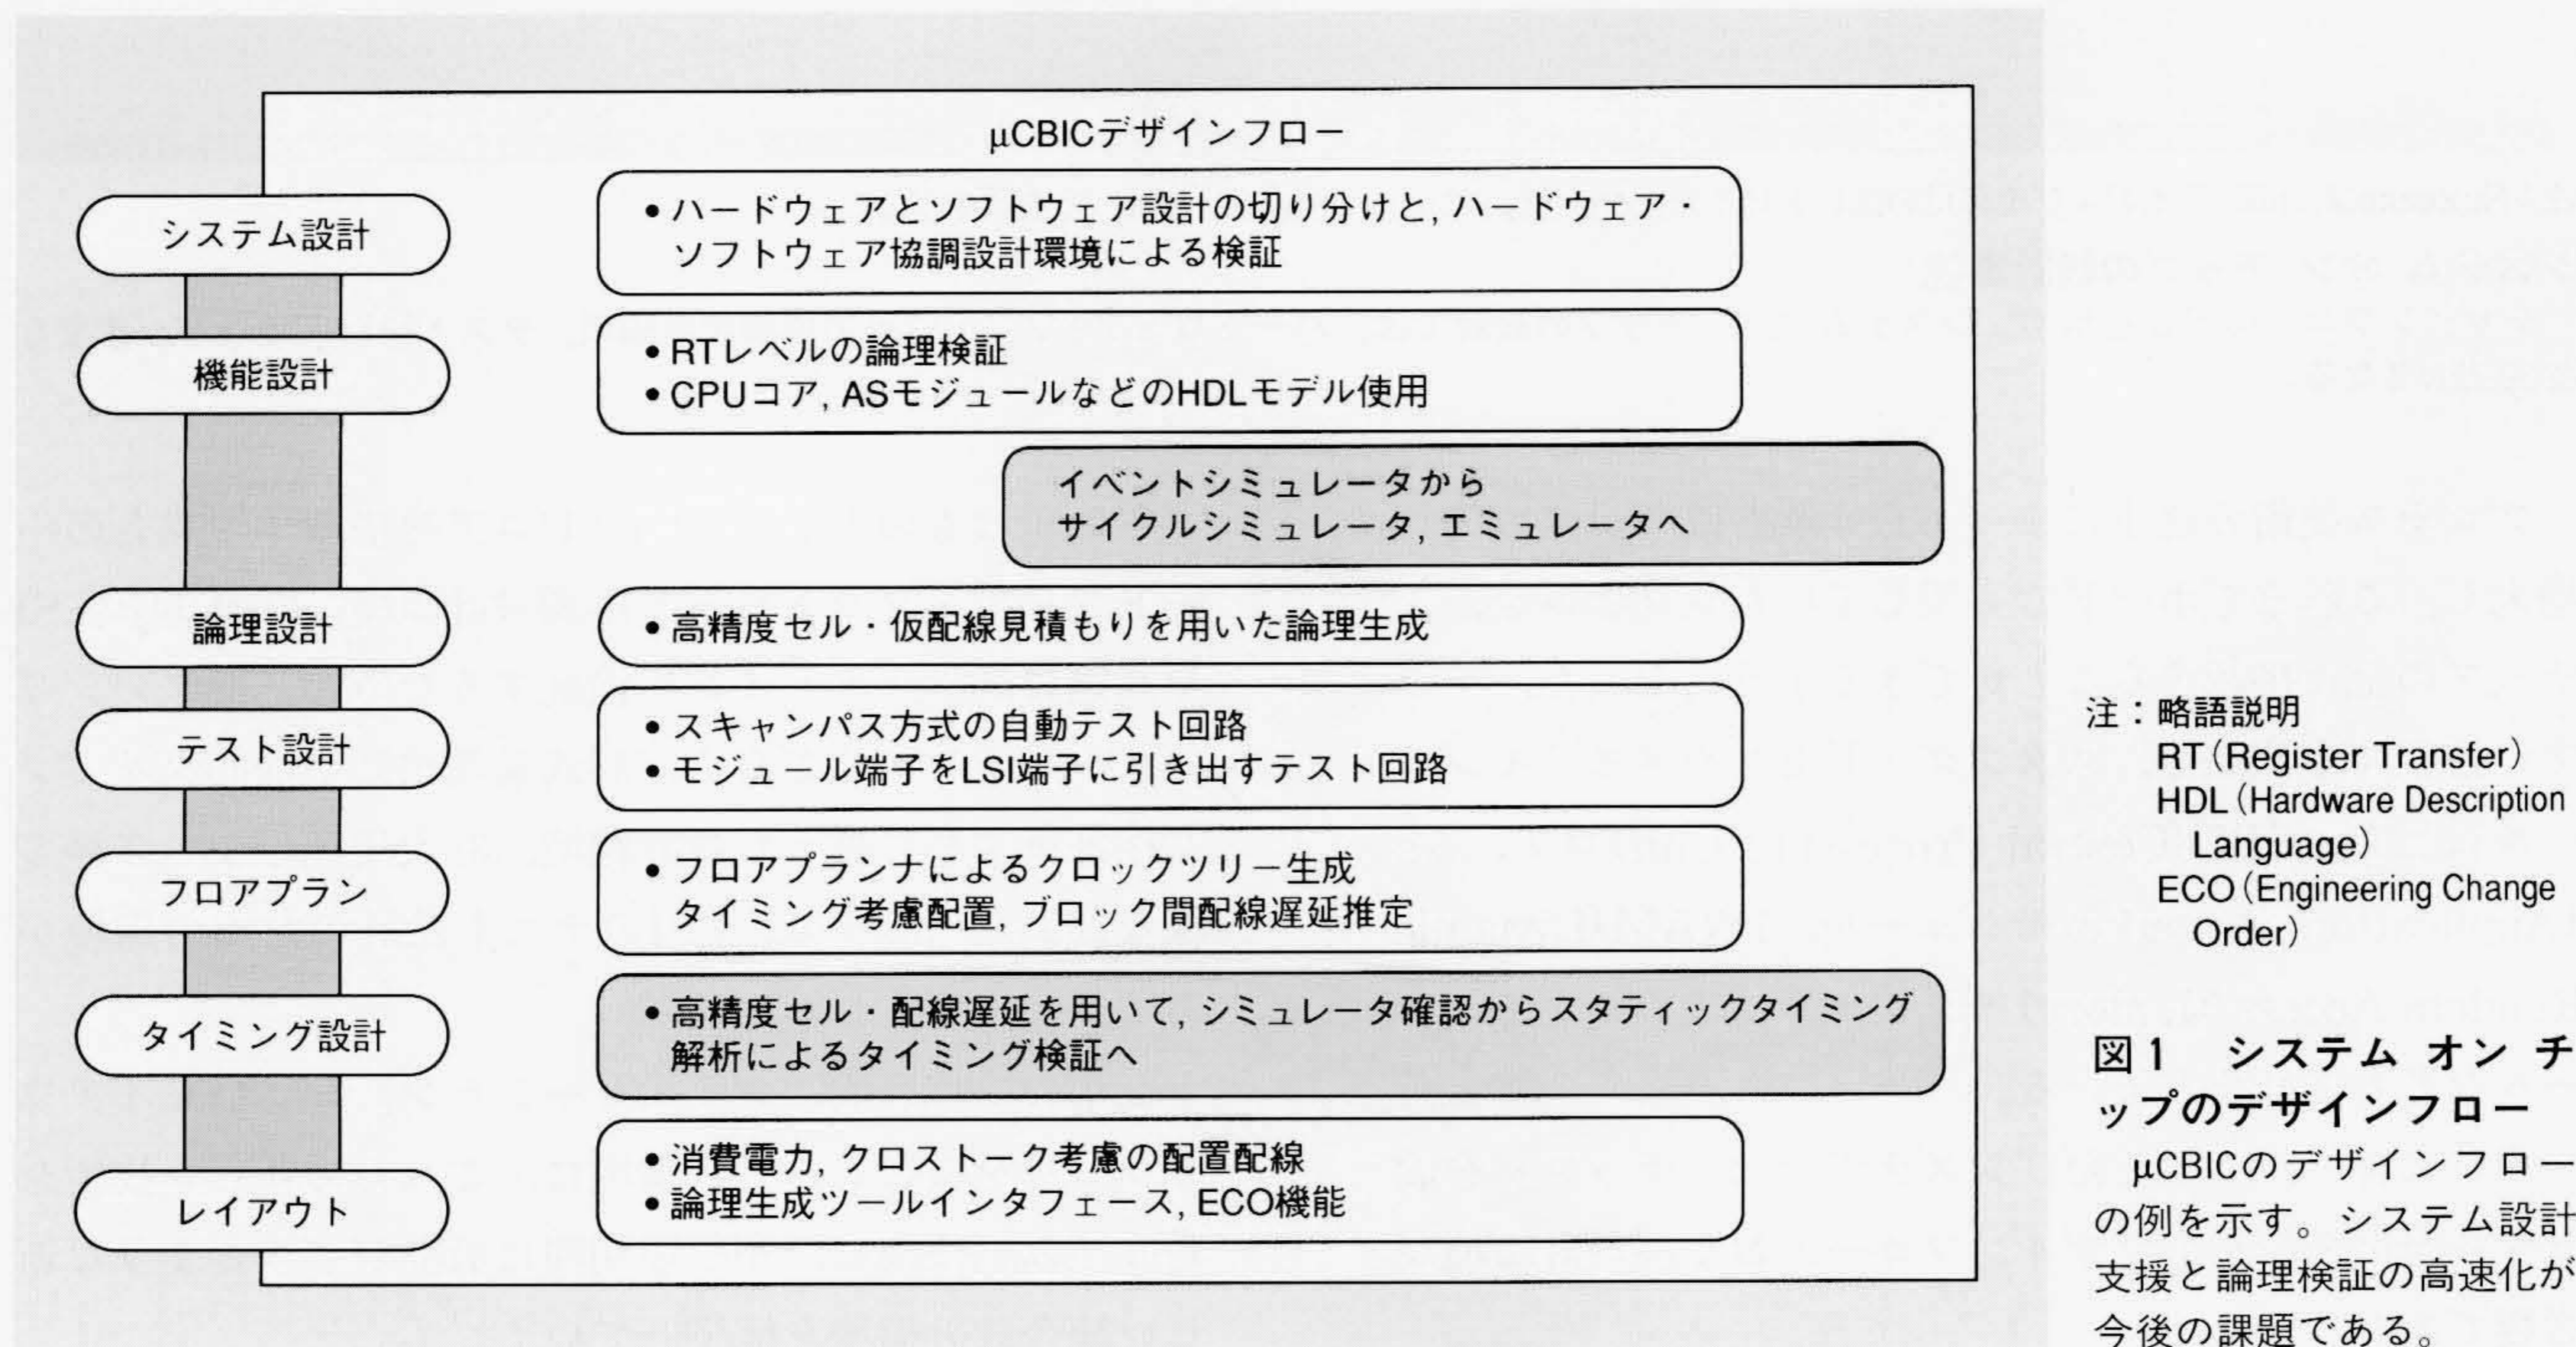 μCBICデザインフロー
システム設計
• ハードウェアとソフトウェア設計の切り分けと, ハードウェア・
ソフトウェア協調設計環境による検証
機能設計
• RTレベルの論理検証
• CPUコア, ASモジュールなどのHDLモデル使用
イベントシミュレータから
サイクルシミュレータ, エミュレータへ
論理設計
• 高精度セル・仮配線見積もりを用いた論理生成
テスト設計
• スキャンパス方式の自動テスト回路
• モジュール端子をLSI端子に引き出すテスト回路
フロアプラン
• フロアプランナによるクロックツリー生成
タイミング考慮配置, ブロック間配線遅延推定
タイミング設計
• 高精度セル・配線遅延を用いて, シミュレータ確認からスタティックタイミング
解析によるタイミング検証へ
レイアウト
• 消費電力, クロストーク考慮の配置配線
• 論理生成ツールインタフェース, ECO機能
注：略語説明
RT(Register Transfer)
HDL(Hardware Description
Language)
ECO(Engineering Change
Order)
図1 システム オン チ
ップのデザインフロー
μCBICのデザインフロー
の例を示す。システム設計
支援と論理検証の高速化が
今後の課題である。